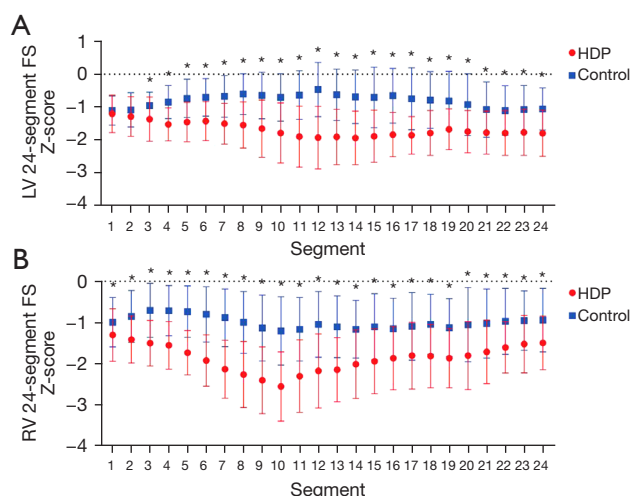 A
LV 24-segment FS
Z-score
1
0
−1
−2
−3
−4
* * * * * * * * * * * * * * * * * * * * * *
HDP
Control
1 2 3 4 5 6 7 8 9 10 11 12 13 14 15 16 17 18 19 20 21 22 23 24
Segment
B
RV 24-segment FS
Z-score
0
−1
−2
−3
−4
* * * * * * * * * * * * * * * * * * * * * * * *
HDP
Control
1 2 3 4 5 6 7 8 9 10 11 12 13 14 15 16 17 18 19 20 21 22 23 24
Segment